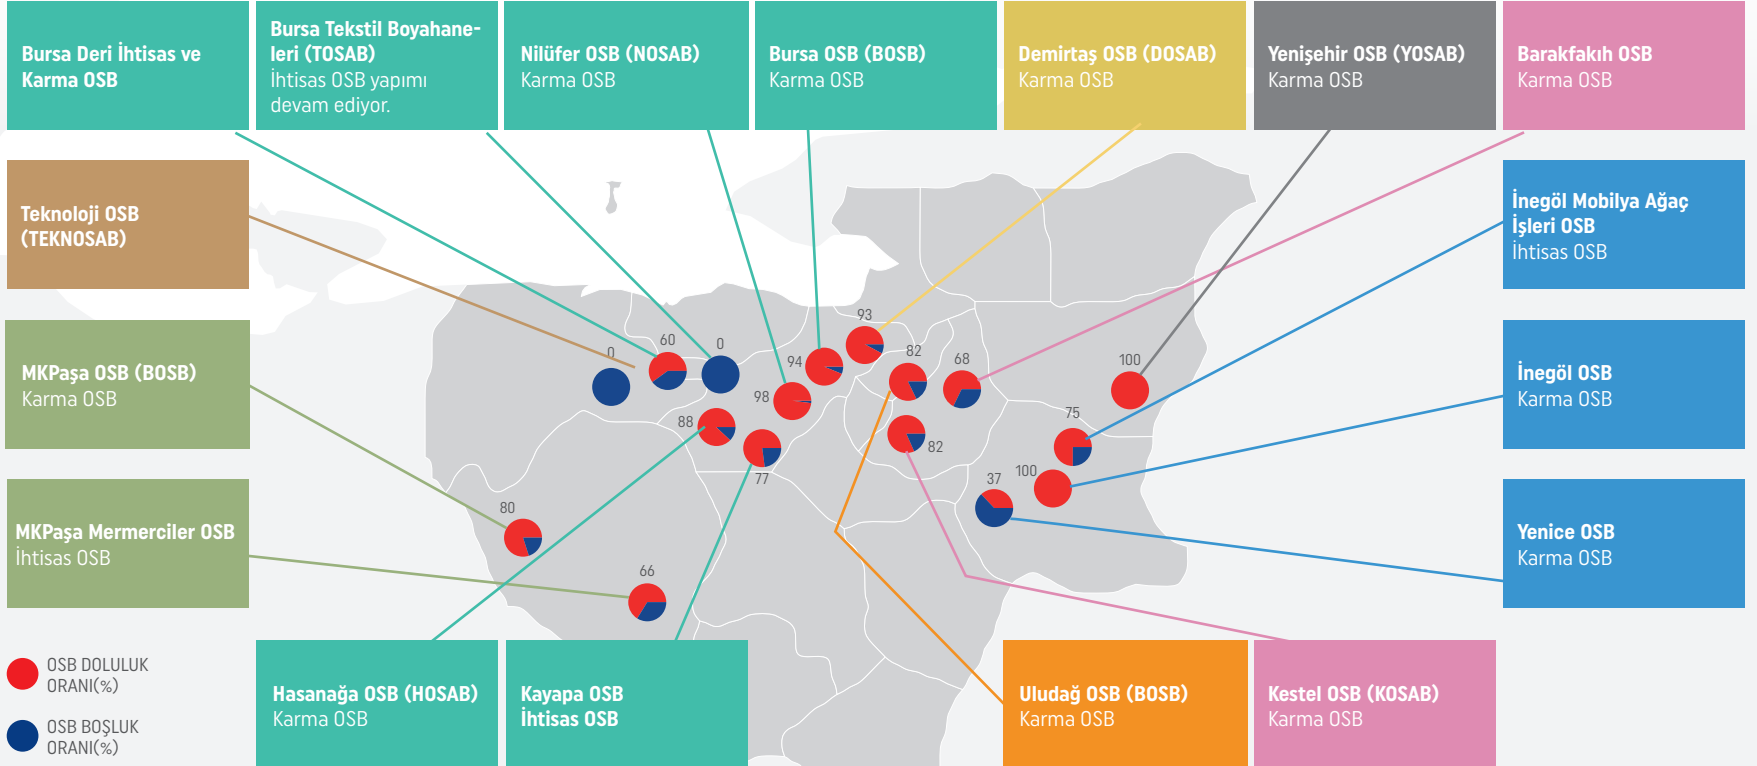 Bursa Deri İhtisas ve
Karma OSB
Bursa Tekstil Boyahane-
leri (TOSAB)
İhtisas OSB yapımı
devam ediyor.
Nilüfer OSB (NOSAB)
Karma OSB
Bursa OSB (BOSB)
Karma OSB
Demirtaş OSB (DOSAB)
Karma OSB
Yenişehir OSB (YOSAB)
Karma OSB
Barakfakıh OSB
Karma OSB
Teknoloji OSB
(TEKNOSAB)
İnegöl Mobilya Ağaç
İşleri OSB
İhtisas OSB
MKPaşa OSB (BOSB)
Karma OSB
İnegöl OSB
Karma OSB
MKPaşa Mermerciler OSB
İhtisas OSB
Yenice OSB
Karma OSB
93
60
0
0
94
82
68
100
98
88
75
82
77
100
37
80
66
OSB DOLULUK
ORANI(%)
OSB BOŞLUK
ORANI(%)
Hasanağa OSB (HOSAB)
Karma OSB
Kayapa OSB
İhtisas OSB
Uludağ OSB (BOSB)
Karma OSB
Kestel OSB (KOSAB)
Karma OSB